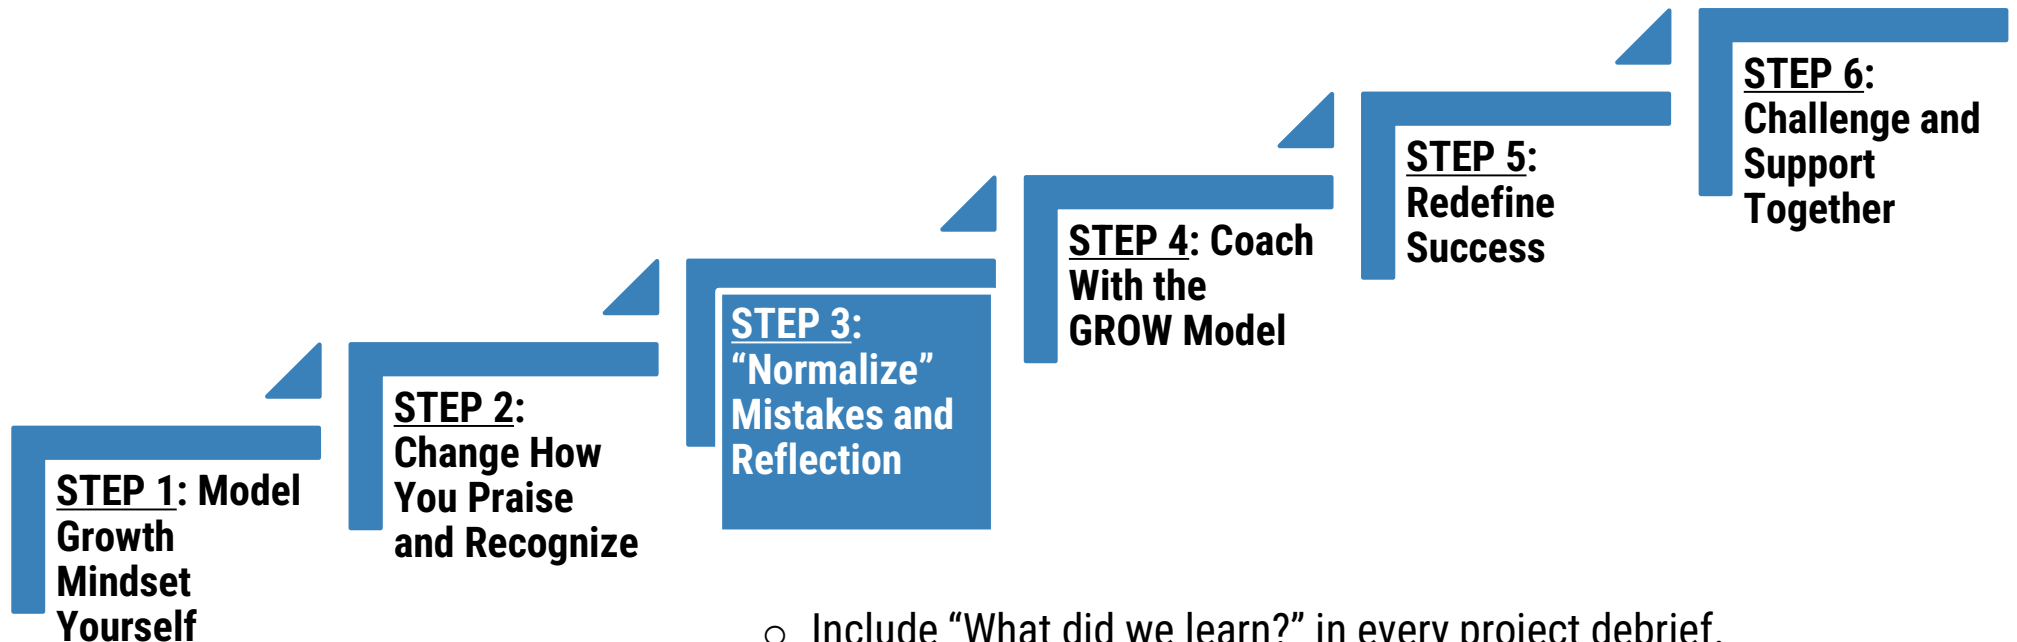 STEP 1: Model
Growth
Mindset
Yourself
STEP 2:
Change How
You Praise
and Recognize
STEP 3:
“Normalize”
Mistakes and
Reflection
STEP 4: Coach
With the
GROW Model
STEP 5:
Redefine
Success
STEP 6:
Challenge and
Support
Together
○ Include “What did we learn?” in every project debrief.